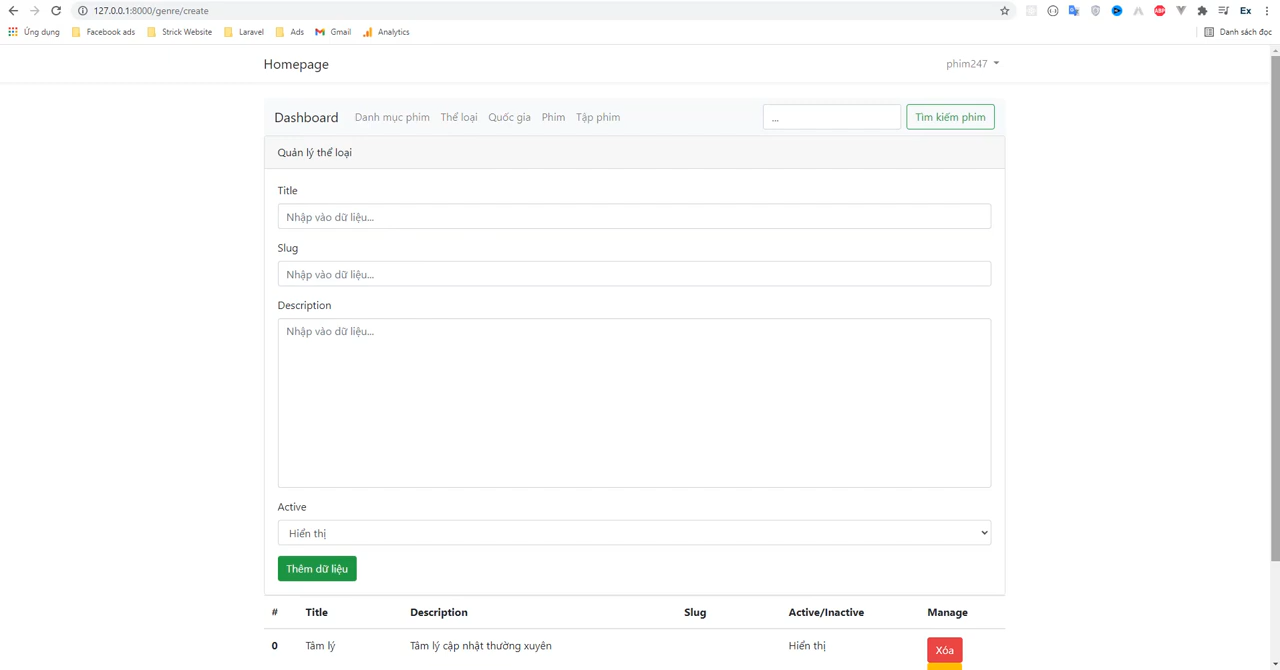 127.0.0.1:8000/genre/create
ABP
Ex
Ứng dụng Facebook ads Strick Website Laravel Ads Gmail Analytics Danh sách đọc
Homepage phim247
Dashboard Danh mục phim Thể loại Quốc gia Phim Tập phim ... Tìm kiếm phim
Quản lý thể loại
Title
Nhập vào dữ liệu...
Slug
Nhập vào dữ liệu...
Description
Nhập vào dữ liệu...
Active
Hiển thị
Thêm dữ liệu
# Title Description Slug Active/Inactive Manage
0 Tâm lý Tâm lý cập nhật thường xuyên Hiển thị Xóa